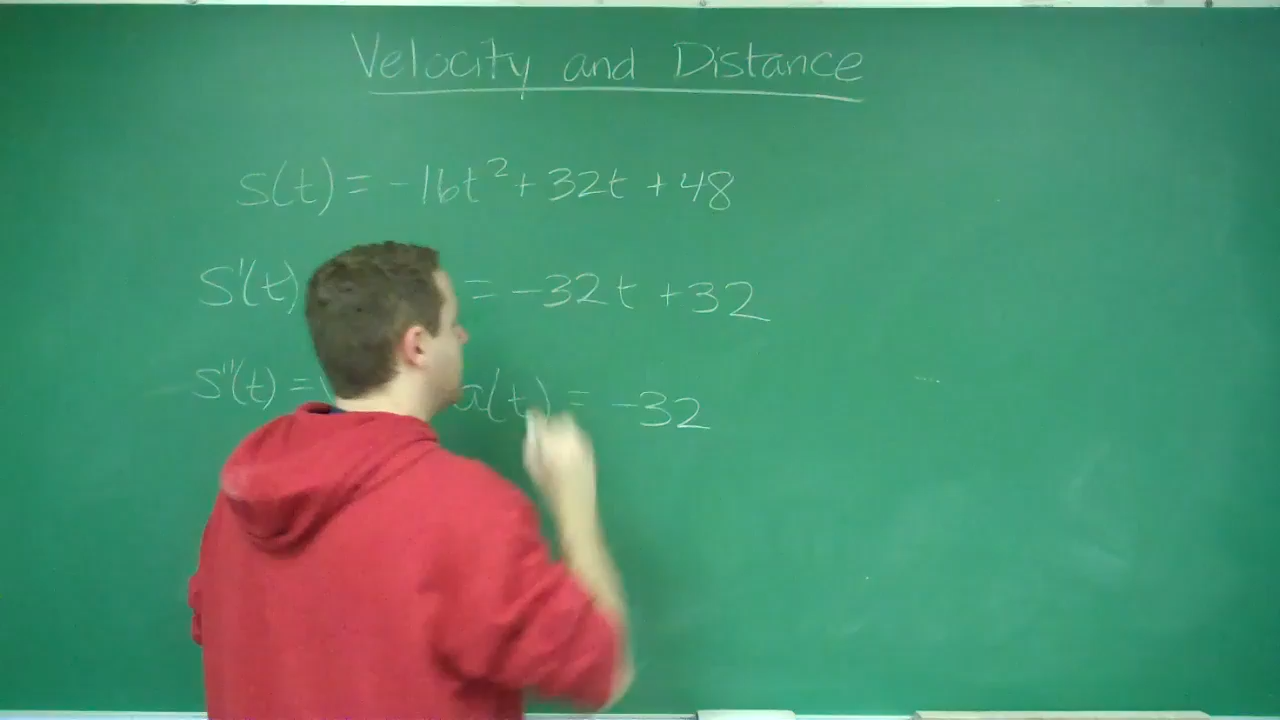 Velocity and Distance
s(t) = -16t² + 32t + 48
s'(t) = -32t + 32
s''(t) = a(t) = -32